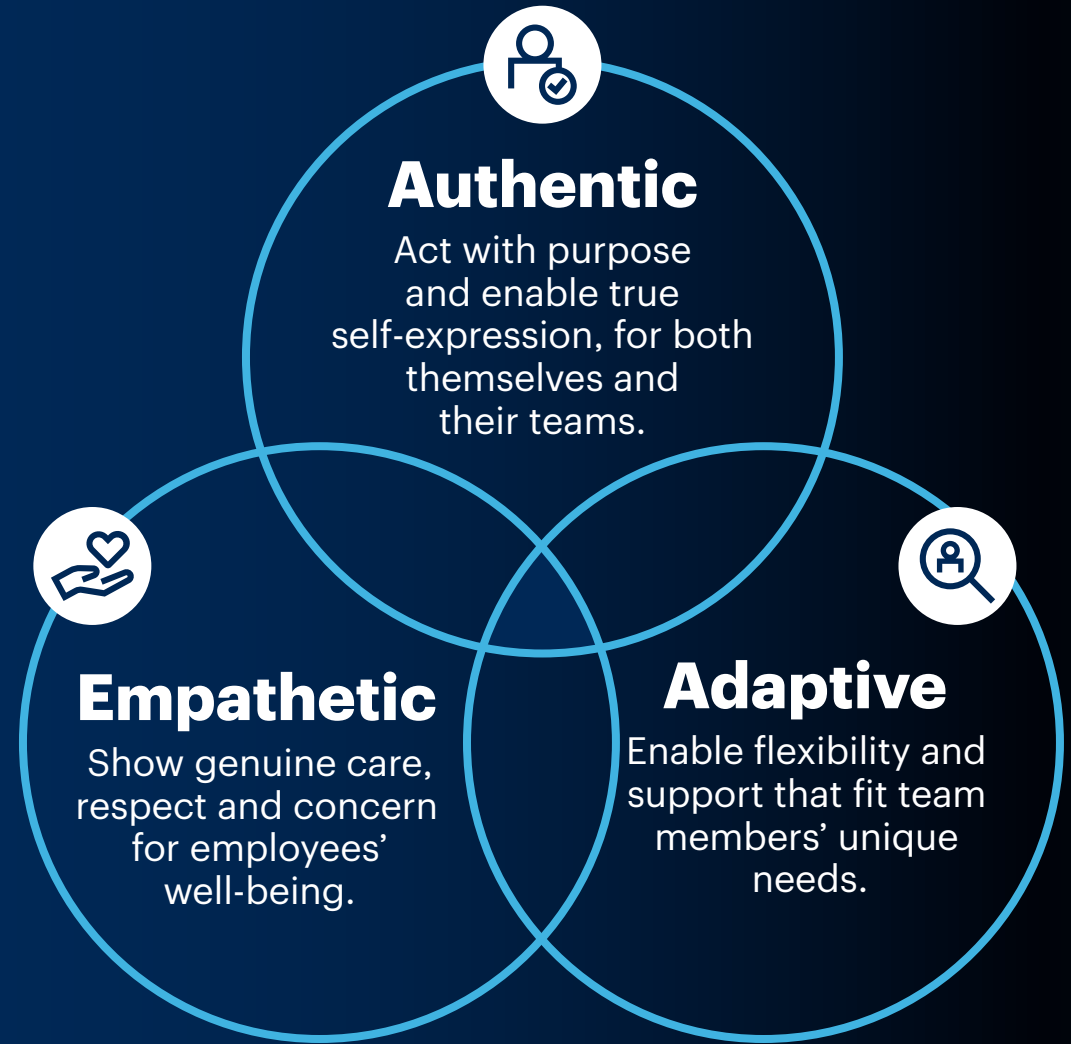 Authentic
Act with purpose
and enable true
self-expression, for both
themselves and
their teams.
Empathetic
Show genuine care,
respect and concern
for employees’
well-being.
Adaptive
Enable flexibility and
support that fit team
members’ unique
needs.